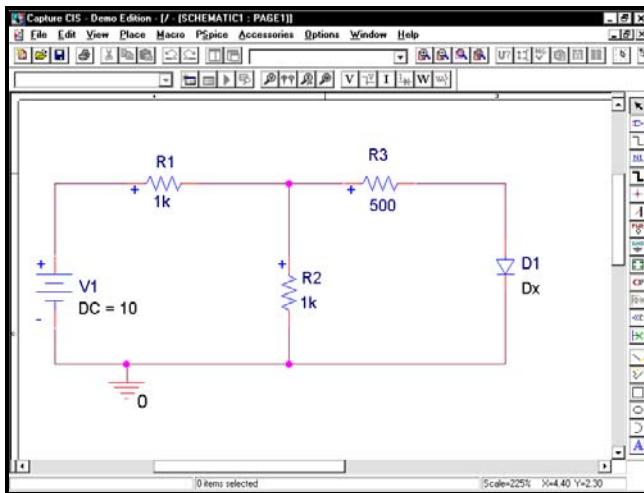 Capture CIS - Demo Edition - [/ - (SCHEMATIC1 : PAGE1)]
File Edit View Place Macro PSpice Accessories Options Window Help
U?
V I W
R1
1k
R3
500
+
+
+
R2
1k
+
V1
DC = 10
-
D1
Dx
0
0 items selected
Scale=225% X=4.40 Y=2.30
A